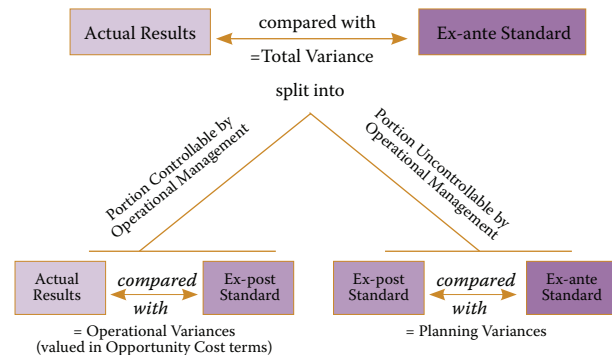 Actual Results
compared with
=Total Variance
Ex-ante Standard
split into
Portion Controllable by
Operational Management
Portion Uncontrollable by
Operational Management
Actual
Results
compared
with
Ex-post
Standard
= Operational Variances
(valued in Opportunity Cost terms)
Ex-post
Standard
compared
with
Ex-ante
Standard
= Planning Variances